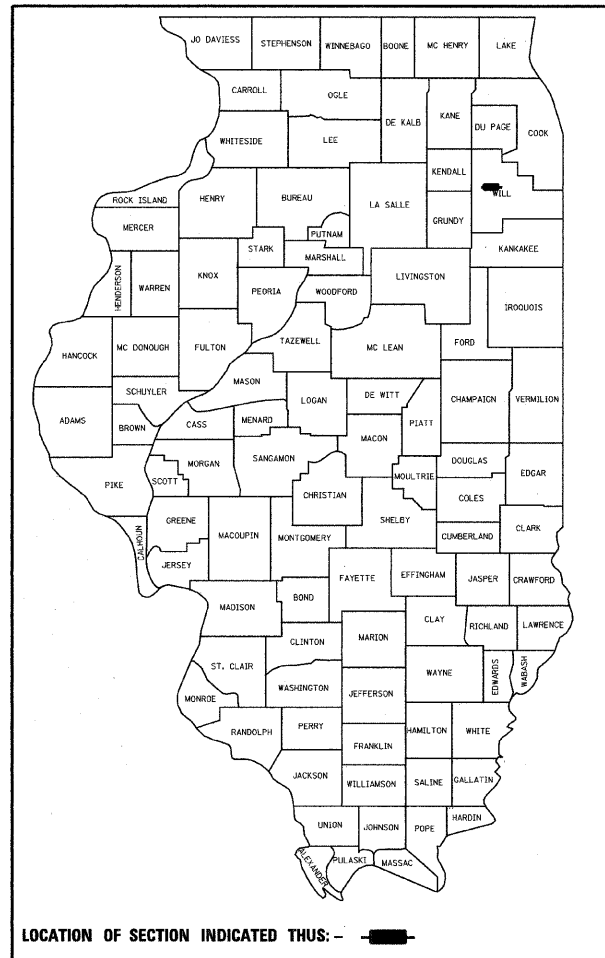 JO DAVIESS
STEPHENSON
WINNEBAGO
BOONE
MC HENRY
LAKE
CARROLL
OGLE
DE KALB
KANE
DU PAGE
COOK
WHITESIDE
LEE
KENDALL
WILL
ROCK ISLAND
HENRY
BUREAU
LA SALLE
GRUNDY
MERCER
PUTNAM
KANKAKEE
STARK
MARSHALL
HENDERSON
WARREN
KNOX
PEORIA
WOODFORD
LIVINGSTON
IROQUOIS
HANCOCK
MC DONOUGH
FULTON
TAZEWELL
MC LEAN
FORD
SCHUYLER
MASON
LOGAN
DE WITT
CHAMPAIGN
VERMILION
ADAMS
BROWN
CASS
MENARD
MACON
PIATT
MORGAN
SANGAMON
MOULTRIE
DOUGLAS
EDGAR
PIKE
SCOTT
CHRISTIAN
COLES
GREENE
MACOUPIN
MONTGOMERY
SHELBY
CUMBERLAND
CLARK
CALHOUN
JERSEY
FAYETTE
EFFINGHAM
JASPER
CRAWFORD
MADISON
BOND
CLAY
RICHLAND
LAWRENCE
CLINTON
MARION
ST. CLAIR
WAYNE
EDWARDS
WABASH
MONROE
WASHINGTON
JEFFERSON
RANDOLPH
PERRY
HAMILTON
WHITE
FRANKLIN
JACKSON
WILLIAMSON
SALINE
GALLATIN
UNION
JOHNSON
POPE
HARDIN
ALEXANDER
PULASKI
MASSAC
LOCATION OF SECTION INDICATED THUS: -